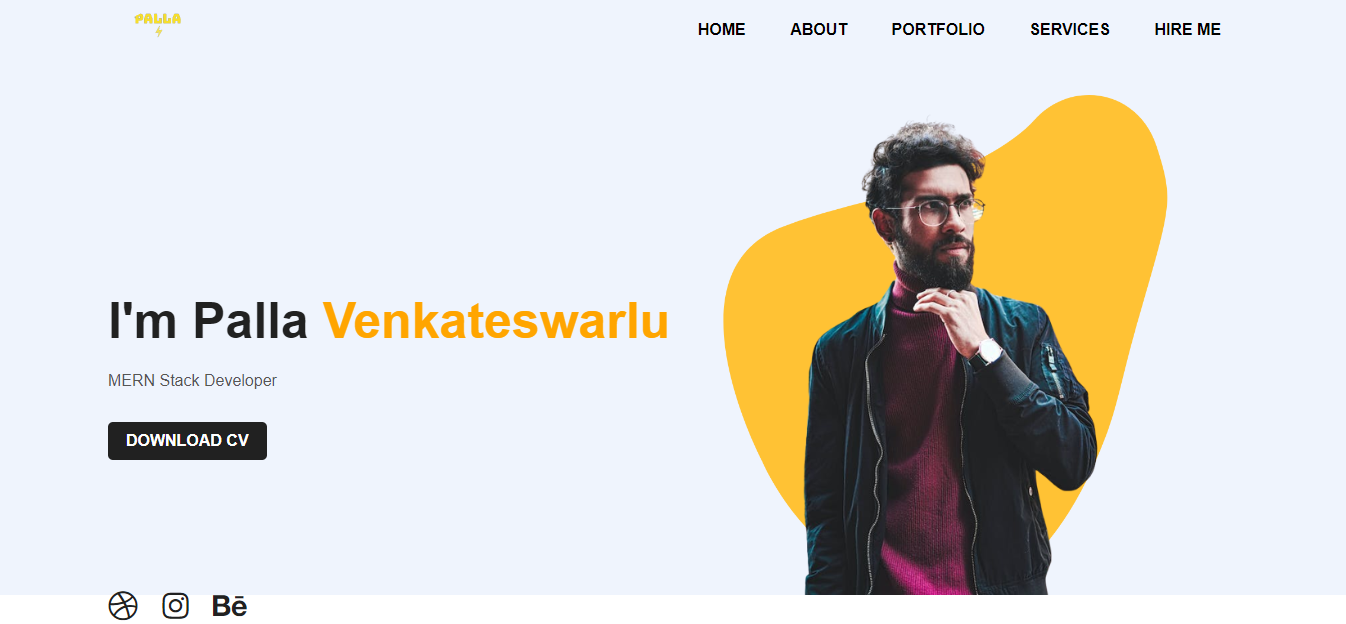 PALLA
HOME ABOUT PORTFOLIO SERVICES HIRE ME
I'm Palla Venkateswarlu
MERN Stack Developer
DOWNLOAD CV
Bē